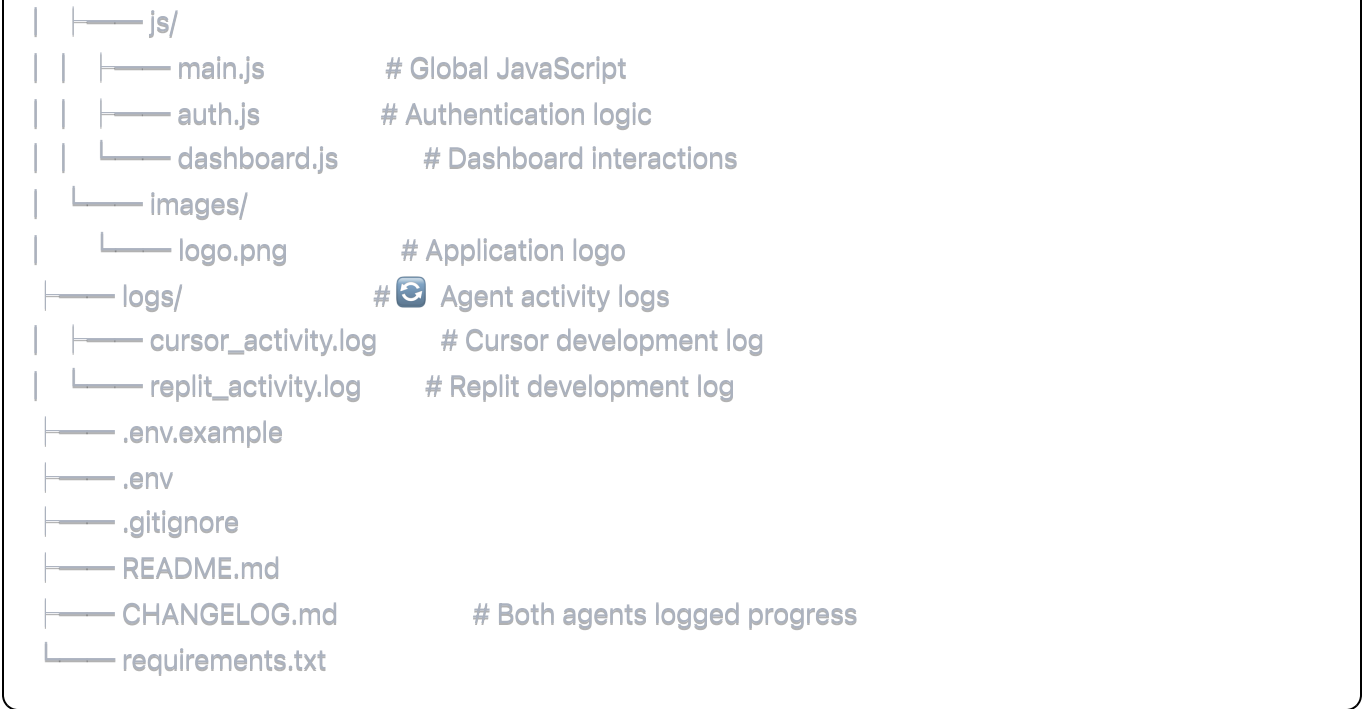 │ ├── js/
│ │ ├── main.js # Global JavaScript
│ │ ├── auth.js # Authentication logic
│ │ └── dashboard.js # Dashboard interactions
│ └── images/
│ └── logo.png # Application logo
├── logs/ # 🔄 Agent activity logs
│ ├── cursor_activity.log # Cursor development log
│ └── replit_activity.log # Replit development log
├── .env.example
├── .env
├── .gitignore
├── README.md
├── CHANGELOG.md # Both agents logged progress
└── requirements.txt